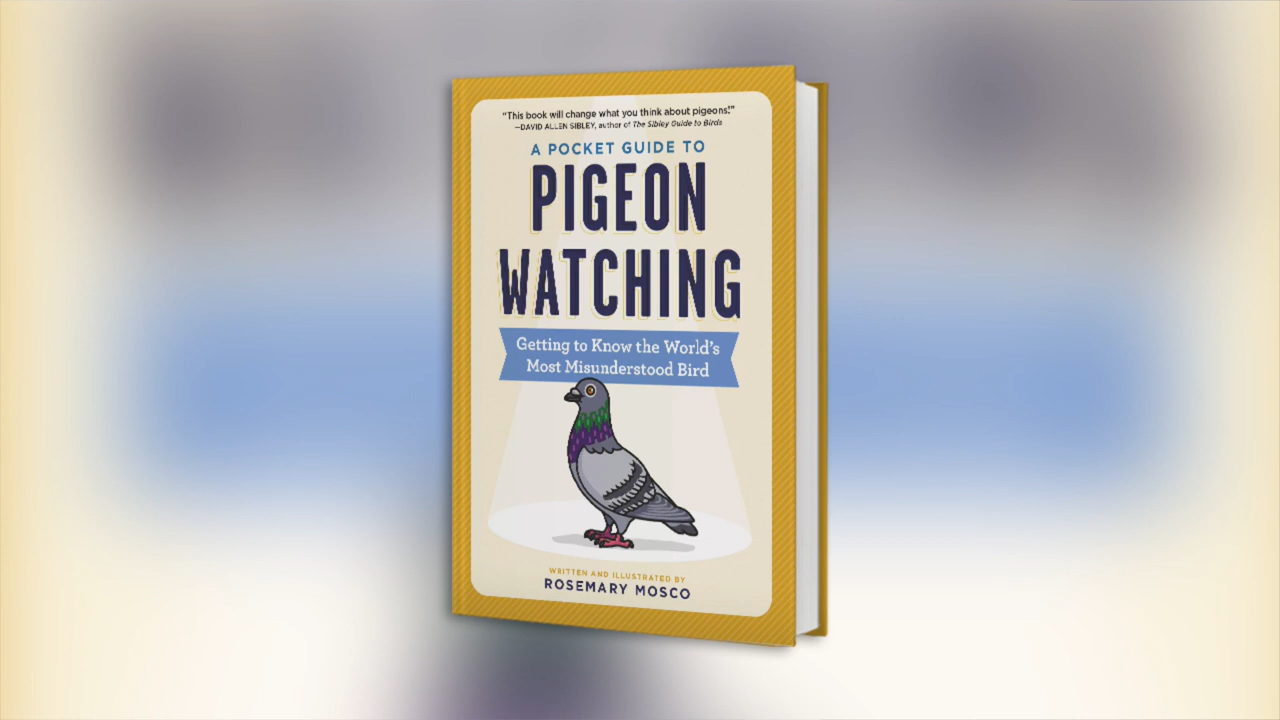 “This book will change what you think about pigeons.”
—DAVID ALLEN SIBLEY, author of The Sibley Guide to Birds
A POCKET GUIDE TO
PIGEON
WATCHING
Getting to Know the World’s
Most Misunderstood Bird
WRITTEN AND ILLUSTRATED BY
ROSEMARY MOSCO